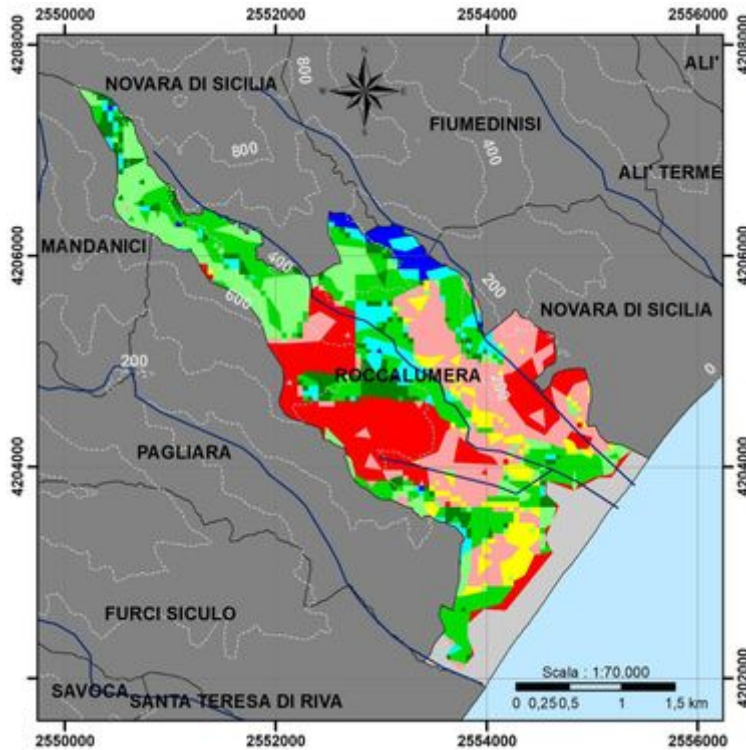 2550000 2552000 2554000 2556000
4208000 4208000
NOVARA DI SICILIA
800
ALI'
FIUMEDINISI
800
400
ALI' TERME
4206000 4206000
MANDANICI
400
600
200
NOVARA DI SICILIA
200
ROCCALUMERA
200
0
PAGLIARA
4204000 4204000
FURCI SICULO
Scala : 1:70.000
0 0,25 0,5 1 1,5 km
SAVOCA SANTA TERESA DI RIVA
4202000 4202000
2550000 2552000 2554000 2556000